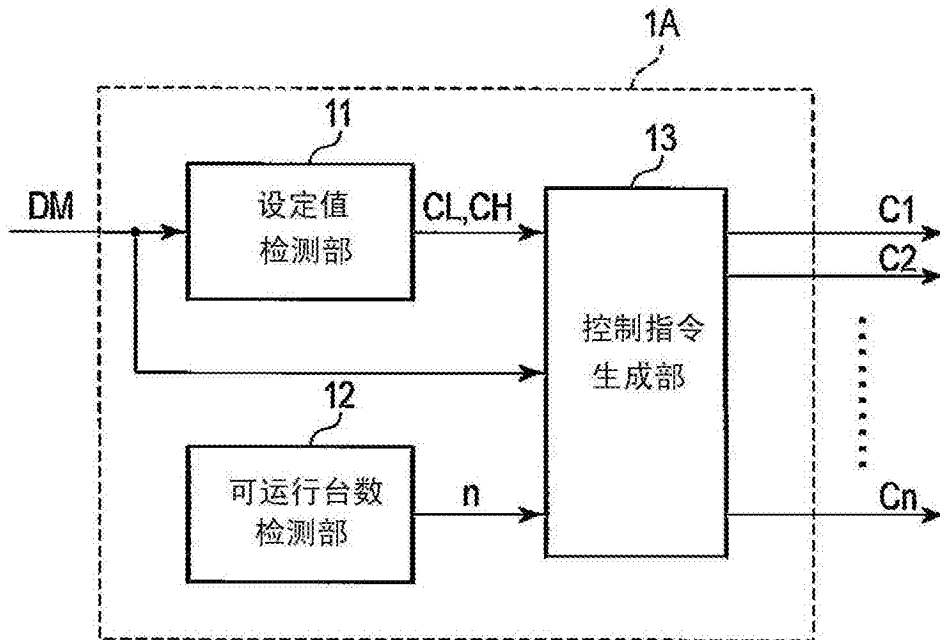 1A
11
13
设定值
检测部
DM
CL,CH
C1
C2
控制指令
生成部
12
可运行台数
检测部
n
Cn